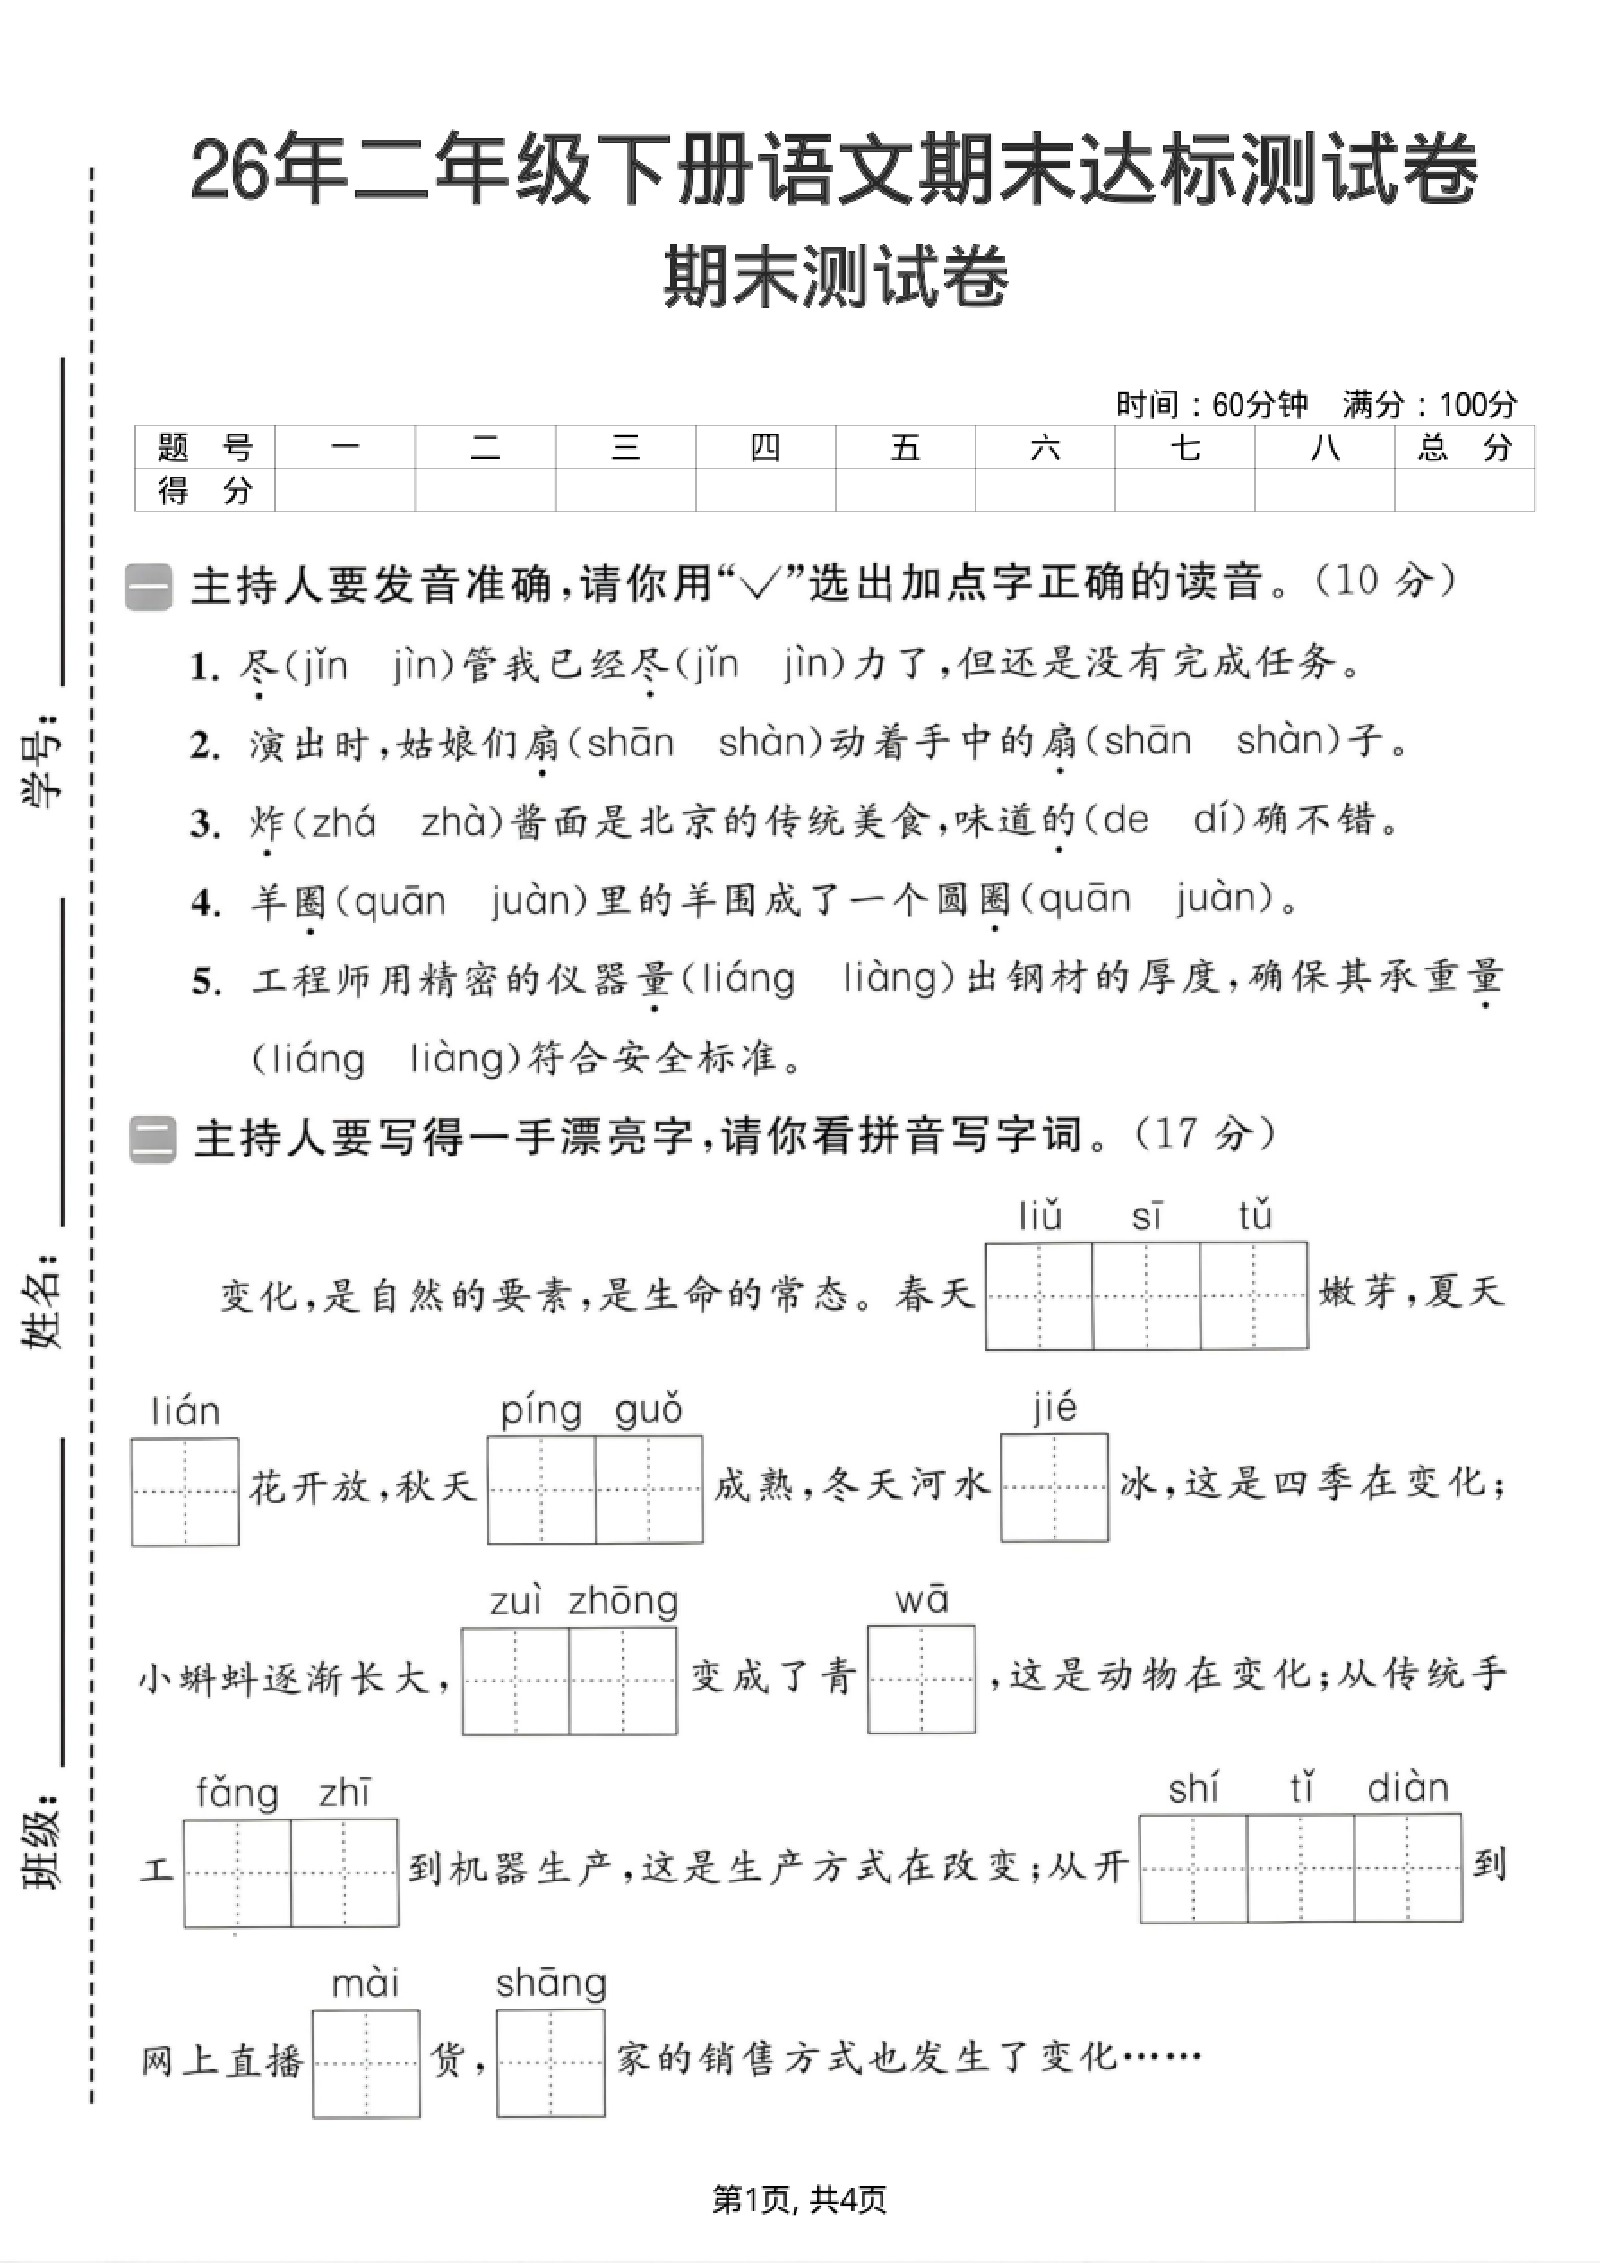 26年二年级下册语文期末达标测试卷
期末测试卷
时间：60分钟 满分：100分
题 号 一 二 三 四 五 六 七 八 总 分
得 分
一 主持人要发音准确，请你用“√”选出加点字正确的读音。（10 分）
1. 尽（jǐn jìn）管我已经尽（jǐn jìn）力了，但还是没有完成任务。
2. 演出时，姑娘们扇（shān shàn）动着手中的扇（shān shàn）子。
3. 炸（zhá zhà）酱面是北京的传统美食，味道的（de dí）确不错。
4. 羊圈（quān juàn）里的羊围成了一个圆圈（quān juàn）。
5. 工程师用精密的仪器量（liáng liàng）出钢材的厚度，确保其承重量
（liáng liàng）符合安全标准。
二 主持人要写得一手漂亮字，请你看拼音写字词。（17 分）
liǔ sī tǔ
变化，是自然的要素，是生命的常态。春天 嫩芽，夏天
lián píng guǒ jié
花开放，秋天 成熟，冬天河水 冰，这是四季在变化；
zuì zhōng wā
小蝌蚪逐渐长大， 变成了青 ，这是动物在变化；从传统手
fǎng zhī shí tǐ diàn
工 到机器生产，这是生产方式在改变；从开 到
mài shāng
网上直播 货， 家的销售方式也发生了变化……
学号：
姓名：
班级：
第1页, 共4页